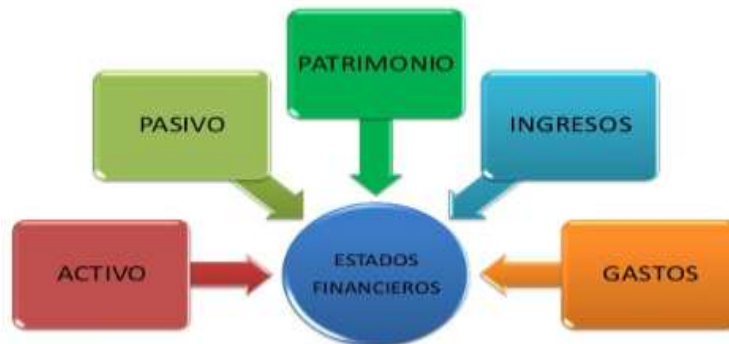 PATRIMONIO
PASIVO
INGRESOS
ACTIVO
ESTADOS
FINANCIEROS
GASTOS